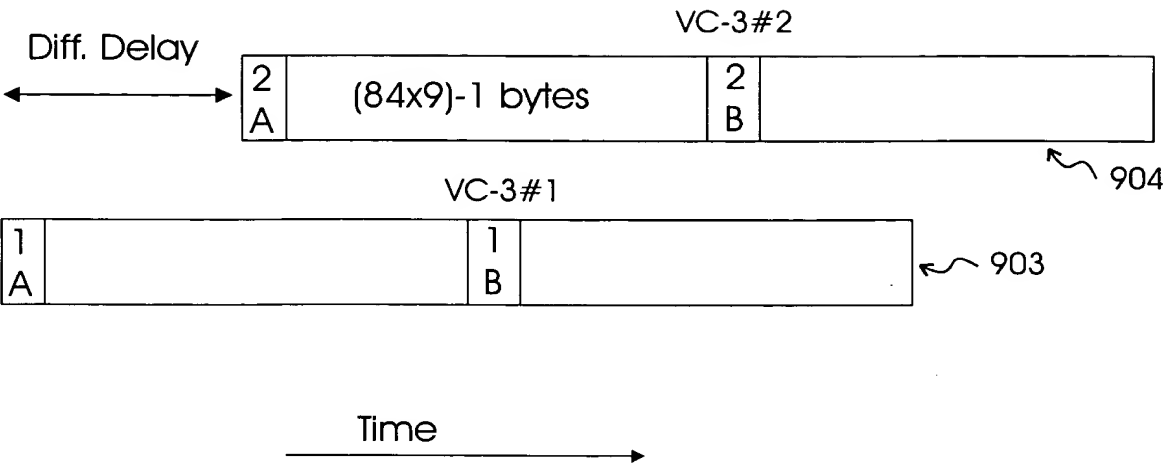 VC-3#2
Diff. Delay
2
A
(84x9)-1 bytes
2
B
904
VC-3#1
1
A
1
B
903
Time